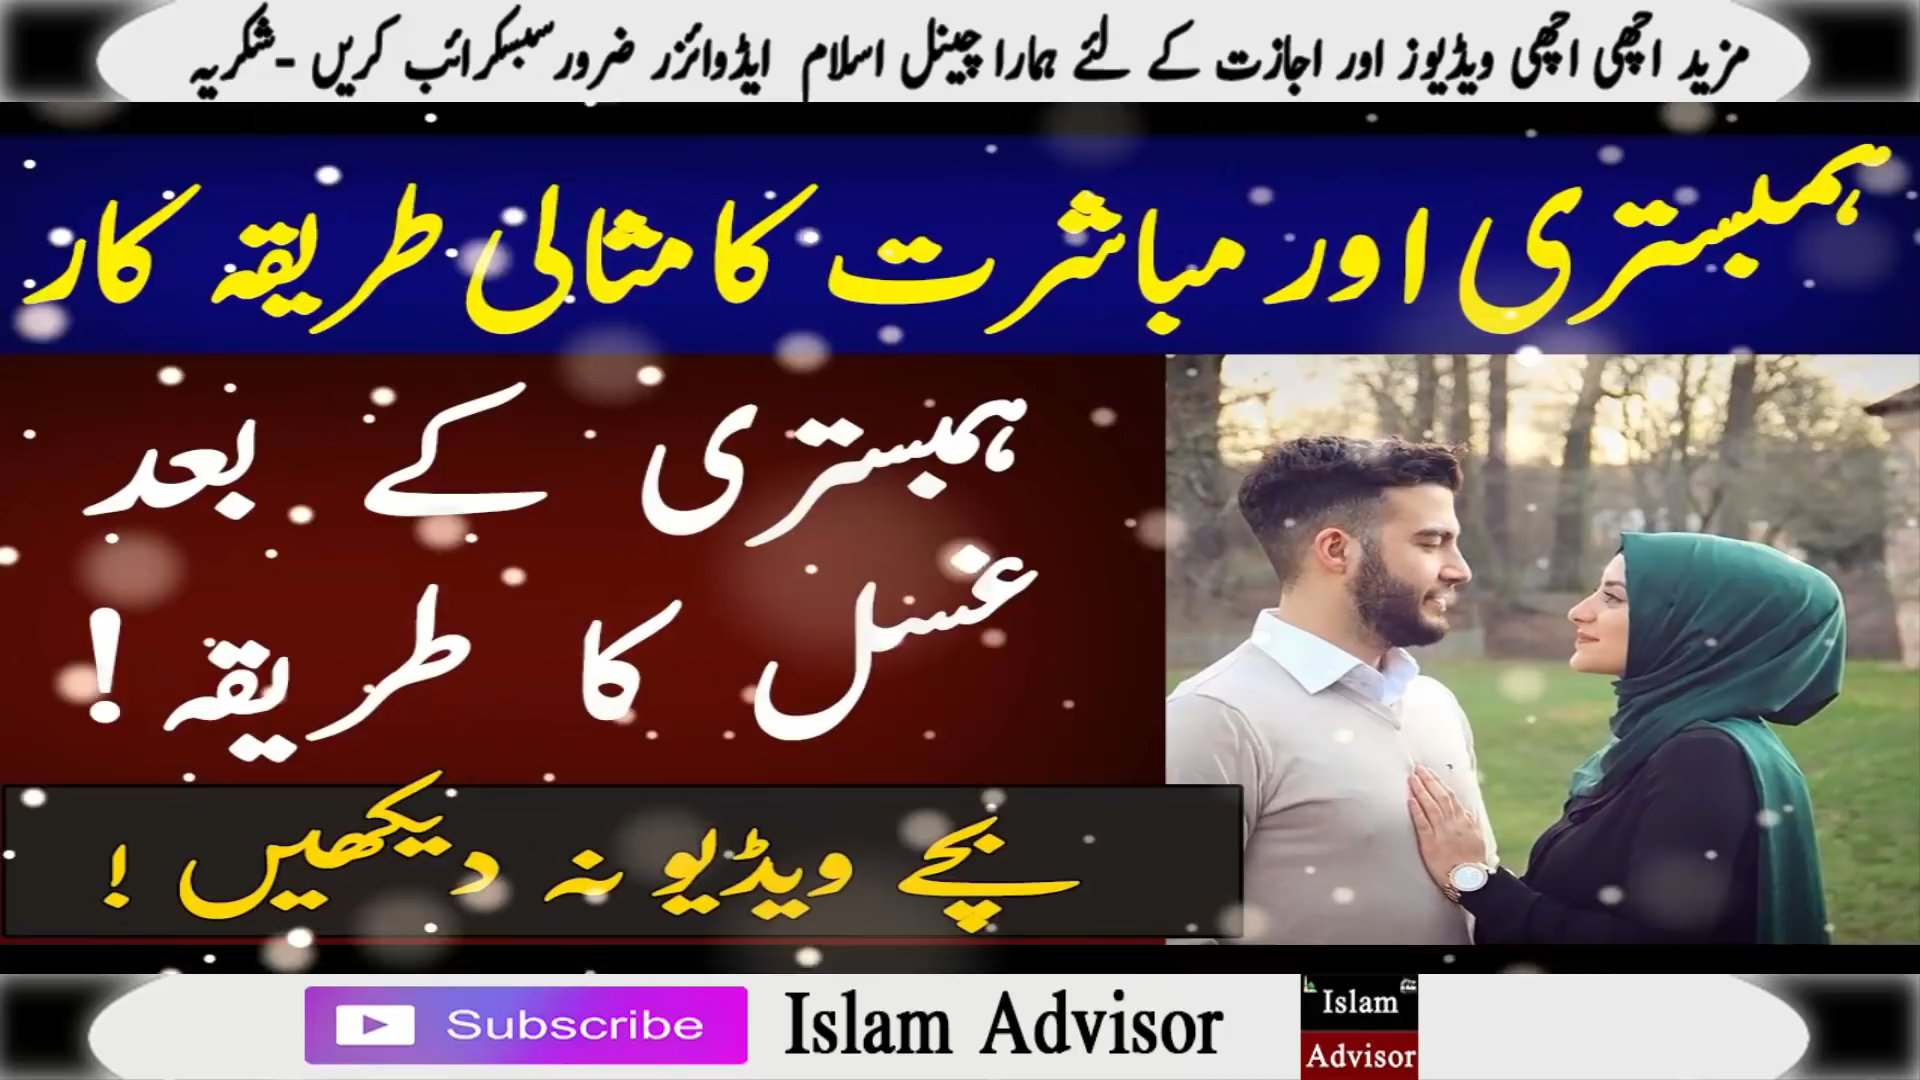 مزید اچھی اچھی ویڈیوز اور اجازت کے لئے ہمارا چینل اسلام ایڈوائزر ضرور سبسکرائب کریں -شکریہ
ہمبستری اور مباشرت کا مثالی طریقہ کار
ہمبستری کے بعد
غسل کا طریقہ !
بچے ویڈیو نہ دیکھیں !
Subscribe
Islam Advisor
Islam
Advisor